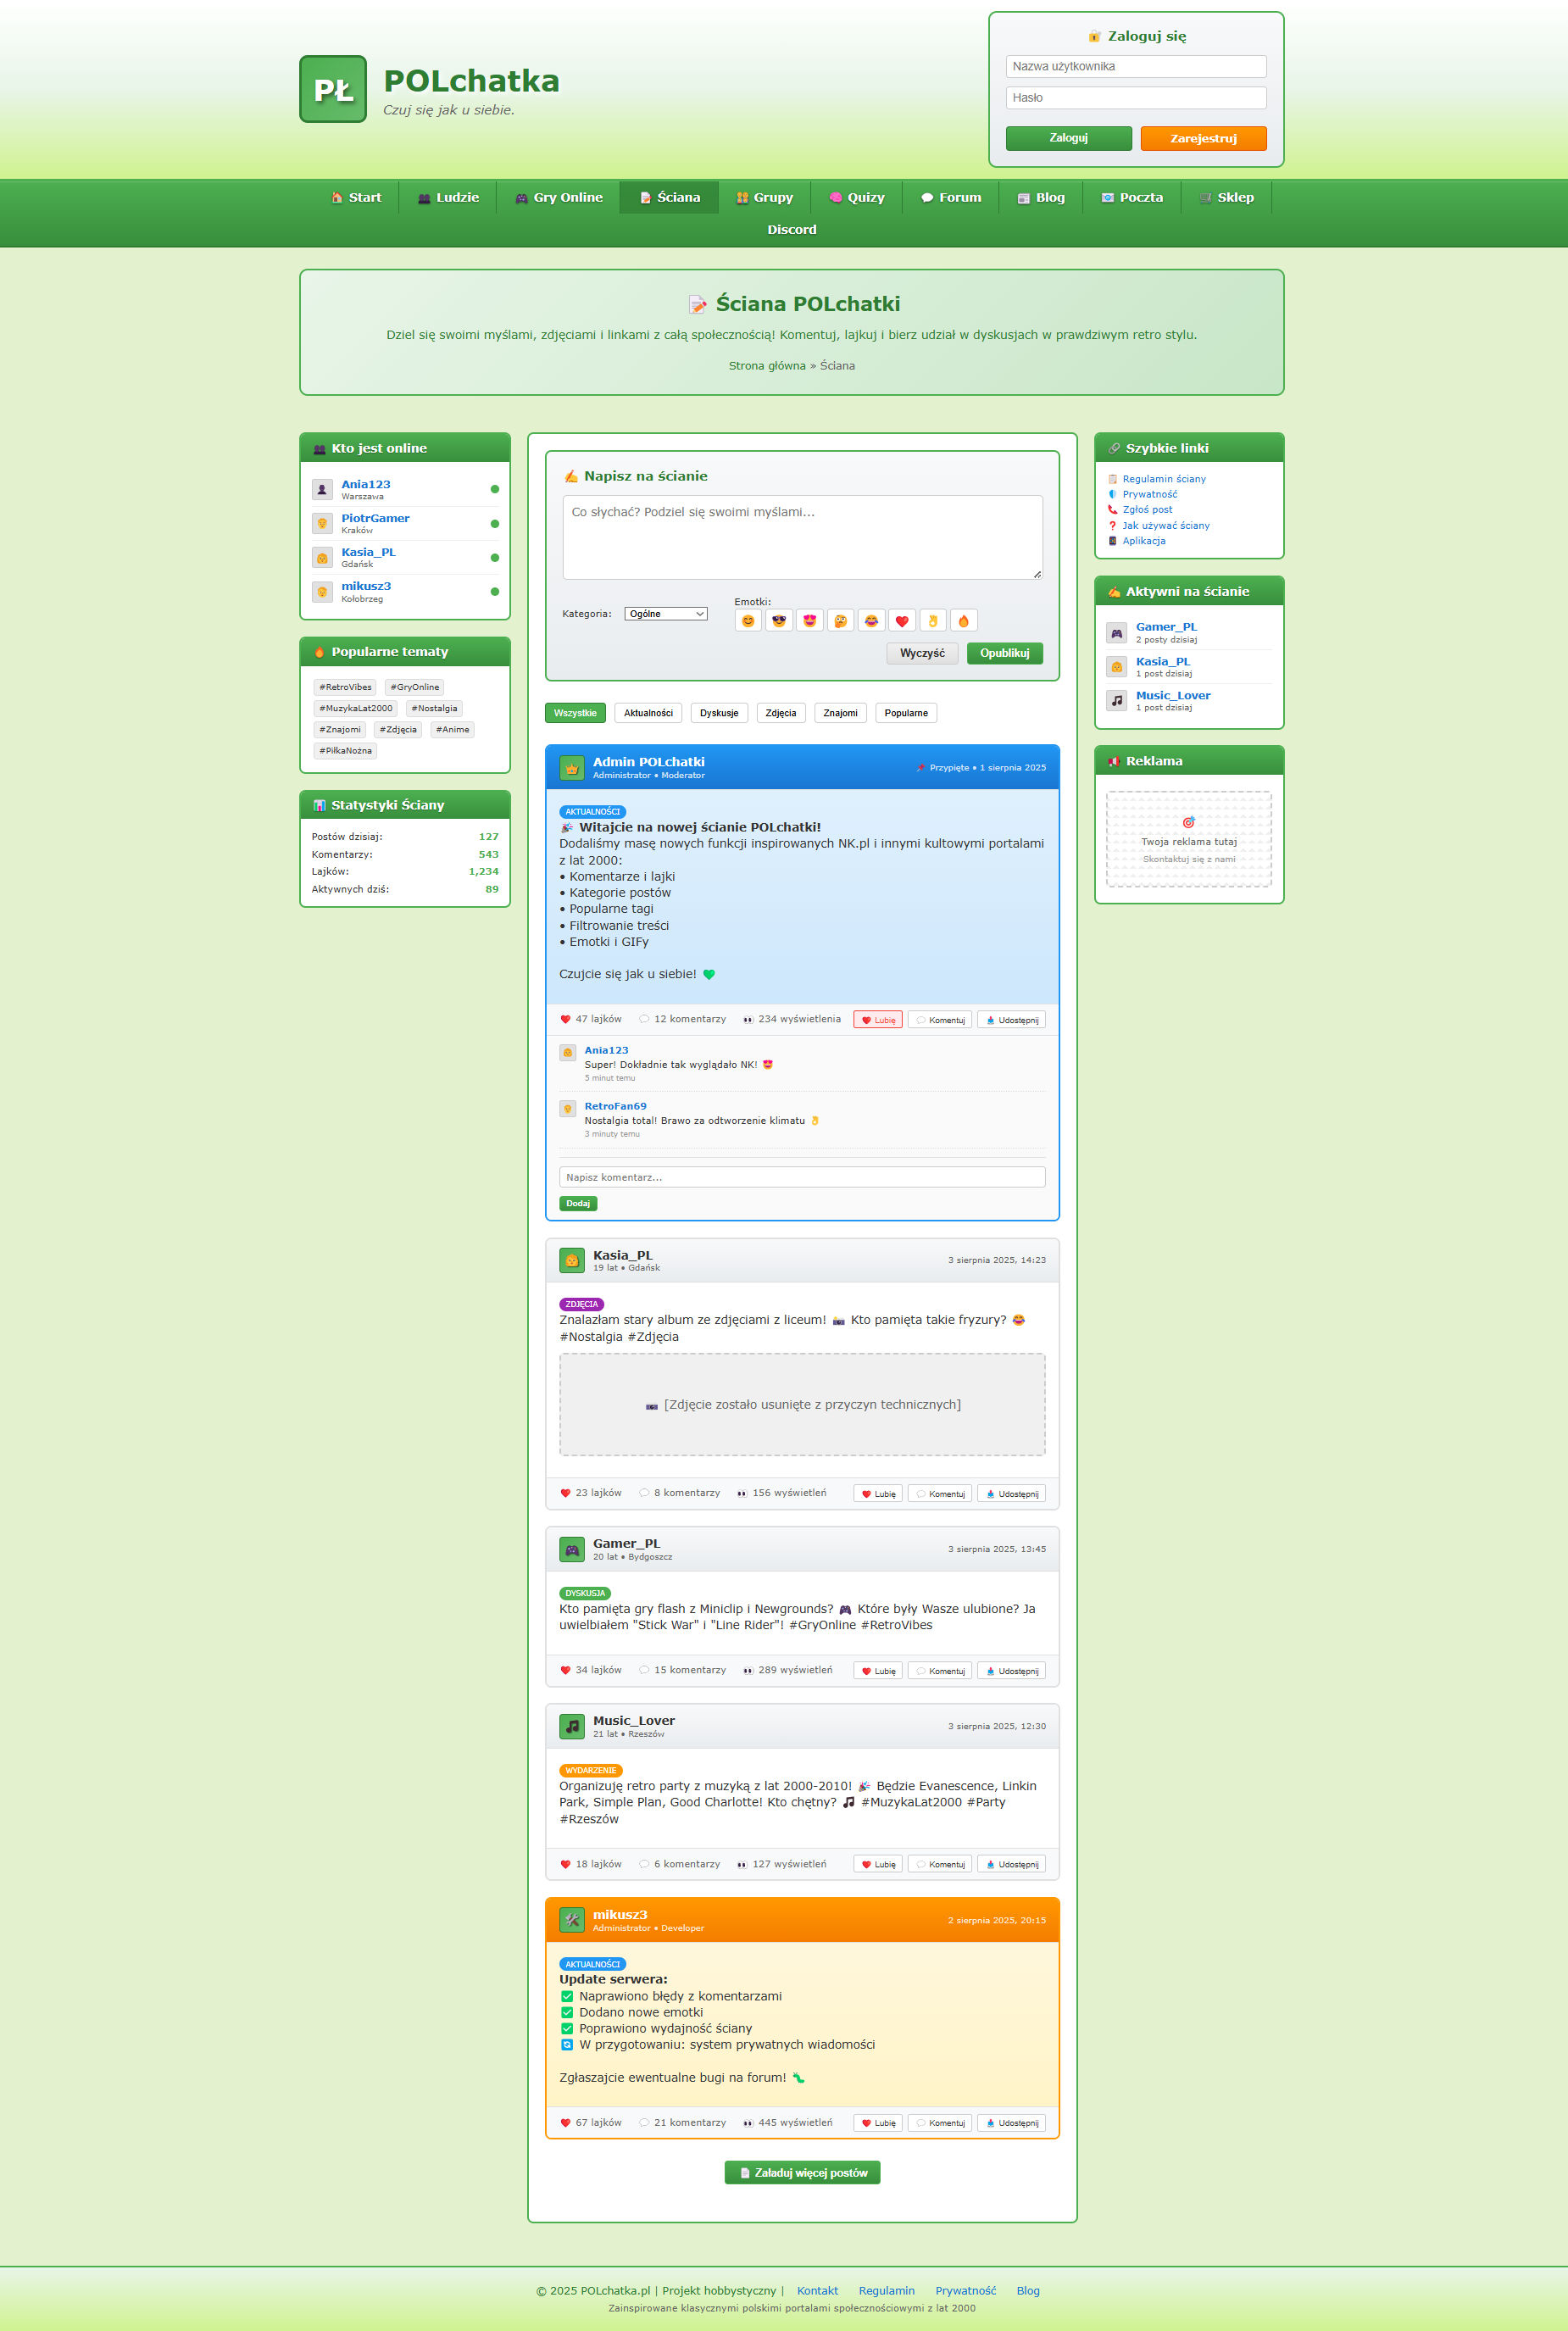 PŁ
POLchatka
Czuj się jak u siebie.
🔐 Zaloguj się
Nazwa użytkownika
Hasło
Zaloguj
Zarejestruj
🏠 Start
👥 Ludzie
🎮 Gry Online
📝 Ściana
👫 Grupy
🧠 Quizy
💬 Forum
📰 Blog
📧 Poczta
🛒 Sklep
Discord
📝 Ściana POLchatki
Dziel się swoimi myślami, zdjęciami i linkami z całą społecznością! Komentuj, lajkuj i bierz udział w dyskusjach w prawdziwym retro stylu.
Strona główna » Ściana
👥 Kto jest online
Ania123
Warszawa
PiotrGamer
Kraków
Kasia_PL
Gdańsk
mikusz3
Kołobrzeg
🔥 Popularne tematy
#RetroVibes #GryOnline
#MuzykaLat2000 #Nostalgia
#Znajomi #Zdjęcia #Anime
#PiłkaNożna
📊 Statystyki Ściany
Postów dzisiaj: 127
Komentarzy: 543
Lajków: 1,234
Aktywnych dziś: 89
✍️ Napisz na ścianie
Co słychać? Podziel się swoimi myślami...
Kategoria: Ogólne
Emotki:
😊 😎 😍 🤔 😂 ❤️ 👌 🔥
Wyczyść
Opublikuj
Wszystkie
Aktualności
Dyskusje
Zdjęcia
Znajomi
Popularne
Admin POLchatki
Administrator • Moderator
📌 Przypięte • 1 sierpnia 2025
AKTUALNOŚCI
🎉 Witajcie na nowej ścianie POLchatki!
Dodaliśmy masę nowych funkcji inspirowanych NK.pl i innymi kultowymi portalami
z lat 2000:
• Komentarze i lajki
• Kategorie postów
• Popularne tagi
• Filtrowanie treści
• Emotki i GIFy
Czujcie się jak u siebie! 💚
❤️ 47 lajków 💬 12 komentarzy 👀 234 wyświetlenia ❤️ Lubię 💬 Komentuj 📤 Udostępnij
Ania123
Super! Dokładnie tak wyglądało NK! 😍
5 minut temu
RetroFan69
Nostalgia total! Brawo za odtworzenie klimatu 👌
3 minuty temu
Napisz komentarz...
Dodaj
Kasia_PL
19 lat • Gdańsk
3 sierpnia 2025, 14:23
ZDJĘCIA
Znalazłam stary album ze zdjęciami z liceum! 📸 Kto pamięta takie fryzury? 😂
#Nostalgia #Zdjęcia
📷 [Zdjęcie zostało usunięte z przyczyn technicznych]
❤️ 23 lajków 💬 8 komentarzy 👀 156 wyświetleń ❤️ Lubię 💬 Komentuj 📤 Udostępnij
Gamer_PL
20 lat • Bydgoszcz
3 sierpnia 2025, 13:45
DYSKUSJA
Kto pamięta gry flash z Miniclip i Newgrounds? 🎮 Które były Wasze ulubione? Ja
uwielbiałem "Stick War" i "Line Rider"! #GryOnline #RetroVibes
❤️ 34 lajków 💬 15 komentarzy 👀 289 wyświetleń ❤️ Lubię 💬 Komentuj 📤 Udostępnij
Music_Lover
21 lat • Rzeszów
3 sierpnia 2025, 12:30
WYDARZENIE
Organizuję retro party z muzyką z lat 2000-2010! 🎉 Będzie Evanescence, Linkin
Park, Simple Plan, Good Charlotte! Kto chętny? 🎵 #MuzykaLat2000 #Party
#Rzeszów
❤️ 18 lajków 💬 6 komentarzy 👀 127 wyświetleń ❤️ Lubię 💬 Komentuj 📤 Udostępnij
mikusz3
Administrator • Developer
2 sierpnia 2025, 20:15
AKTUALNOŚCI
Update serwera:
✅ Naprawiono błędy z komentarzami
✅ Dodano nowe emotki
✅ Poprawiono wydajność ściany
🔄 W przygotowaniu: system prywatnych wiadomości
Zgłaszajcie ewentualne bugi na forum! 🐛
❤️ 67 lajków 💬 21 komentarzy 👀 445 wyświetleń ❤️ Lubię 💬 Komentuj 📤 Udostępnij
📄 Załaduj więcej postów
🔗 Szybkie linki
📋 Regulamin ściany
🛡️ Prywatność
📞 Zgłoś post
❓ Jak używać ściany
📱 Aplikacja
✍️ Aktywni na ścianie
Gamer_PL
2 posty dzisiaj
Kasia_PL
1 post dzisiaj
Music_Lover
1 post dzisiaj
📢 Reklama
🎯
Twoja reklama tutaj
Skontaktuj się z nami
© 2025 POLchatka.pl | Projekt hobbystyczny | Kontakt Regulamin Prywatność Blog
Zainspirowane klasycznymi polskimi portalami społecznościowymi z lat 2000